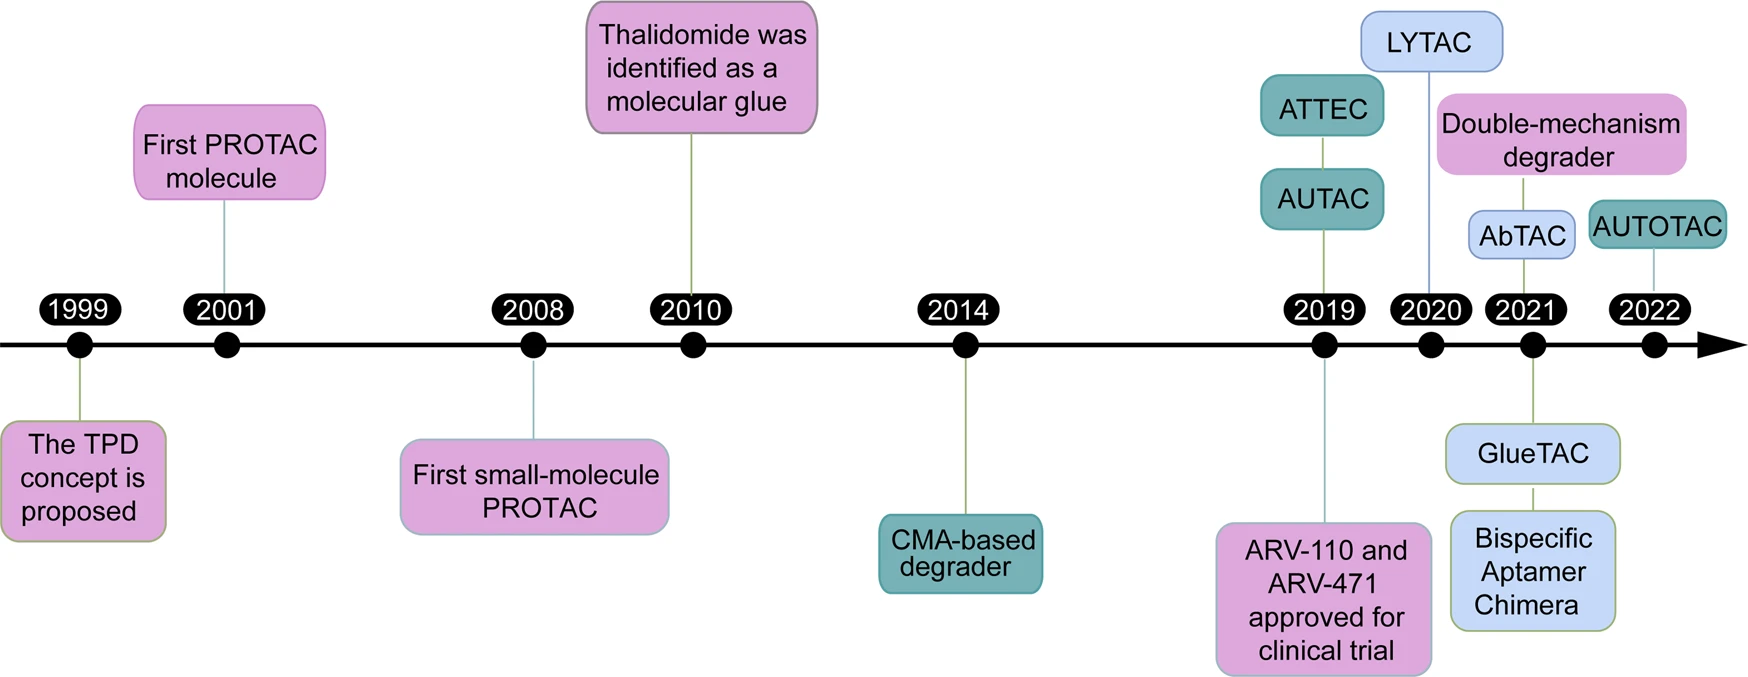 Thalidomide was
identified as a
molecular glue
LYTAC
ATTEC
Double-mechanism
degrader
First PROTAC
molecule
AUTAC
AbTAC
AUTOTAC
1999
2001
2008
2010
2014
2019
2020
2021
2022
The TPD
concept is
proposed
First small-molecule
PROTAC
CMA-based
degrader
ARV-110 and
ARV-471
approved for
clinical trial
GlueTAC
Bispecific
Aptamer
Chimera